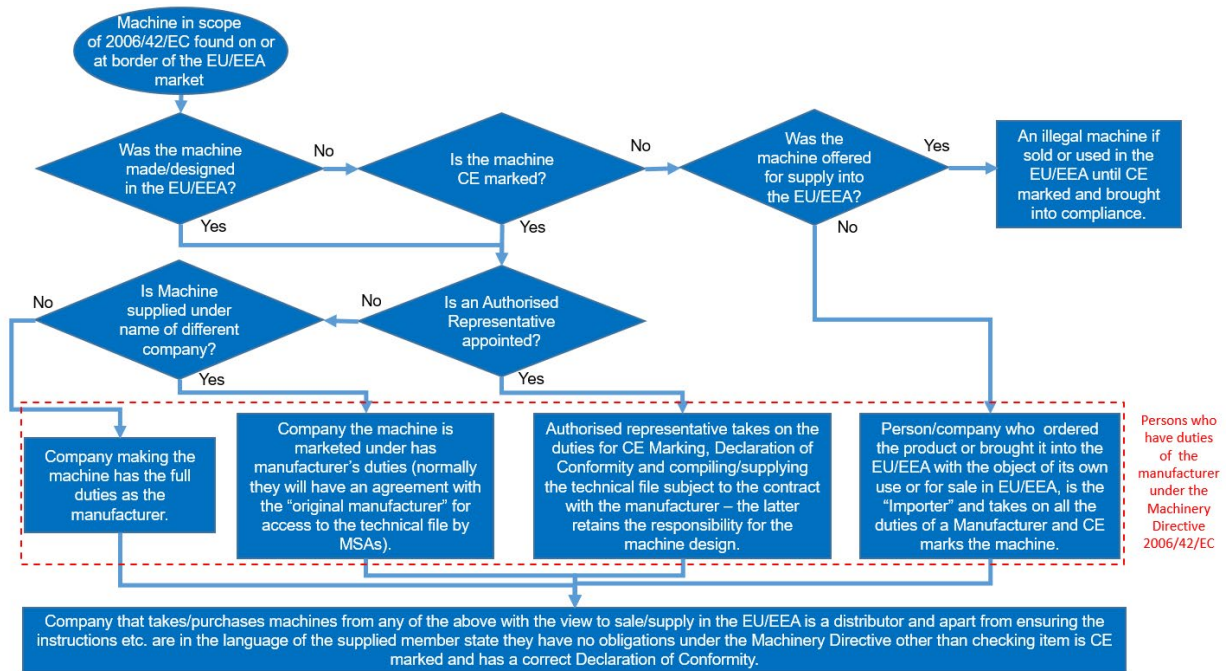 Machine in scope
of 2006/42/EC found on or
at border of the EU/EEA
market
Was the machine
made/designed
in the EU/EEA?
No
Yes
Is the machine
CE marked?
No
Yes
Was the
machine offered
for supply into
the EU/EEA?
Yes
No
An illegal machine if
sold or used in the
EU/EEA until CE
marked and brought
into compliance.
Is an Authorised
Representative
appointed?
No
Yes
Is Machine
supplied under
name of different
company?
No
Yes
Company making the
machine has the full
duties as the
manufacturer.
Company the machine is
marketed under has
manufacturer's duties (normally
they will have an agreement with
the “original manufacturer” for
access to the technical file by
MSAs).
Authorised representative takes on the
duties for CE Marking, Declaration of
Conformity and compiling/supplying
the technical file subject to the contract
with the manufacturer – the latter
retains the responsibility for the
machine design.
Person/company who ordered
the product or brought it into the
EU/EEA with the object of its own
use or for sale in EU/EEA, is the
“Importer” and takes on all the
duties of a Manufacturer and CE
marks the machine.
Persons who
have duties
of the
manufacturer
under the
Machinery
Directive
2006/42/EC
Company that takes/purchases machines from any of the above with the view to sale/supply in the EU/EEA is a distributor and apart from ensuring the
instructions etc. are in the language of the supplied member state they have no obligations under the Machinery Directive other than checking item is CE
marked and has a correct Declaration of Conformity.